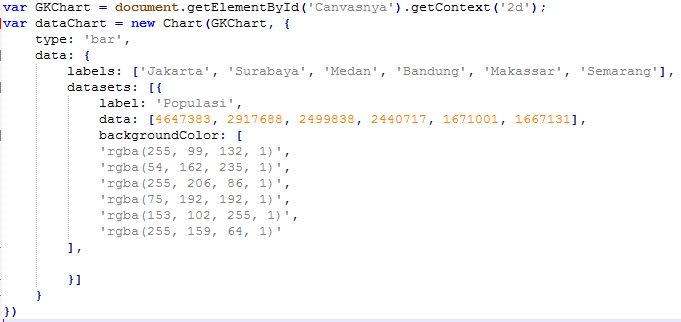 var GKChart = document.getElementById('Canvasnya').getContext('2d');
var dataChart = new Chart(GKChart, {
    type: 'bar',
    data: {
        labels: ['Jakarta', 'Surabaya', 'Medan', 'Bandung', 'Makassar', 'Semarang'],
        datasets: [{
            label: 'Populasi',
            data: [4647383, 2917688, 2499838, 2440717, 1671001, 1667131],
            backgroundColor: [
            'rgba(255, 99, 132, 1)',
            'rgba(54, 162, 235, 1)',
            'rgba(255, 206, 86, 1)',
            'rgba(75, 192, 192, 1)',
            'rgba(153, 102, 255, 1)',
            'rgba(255, 159, 64, 1)'
        ],
        }]
    }
})